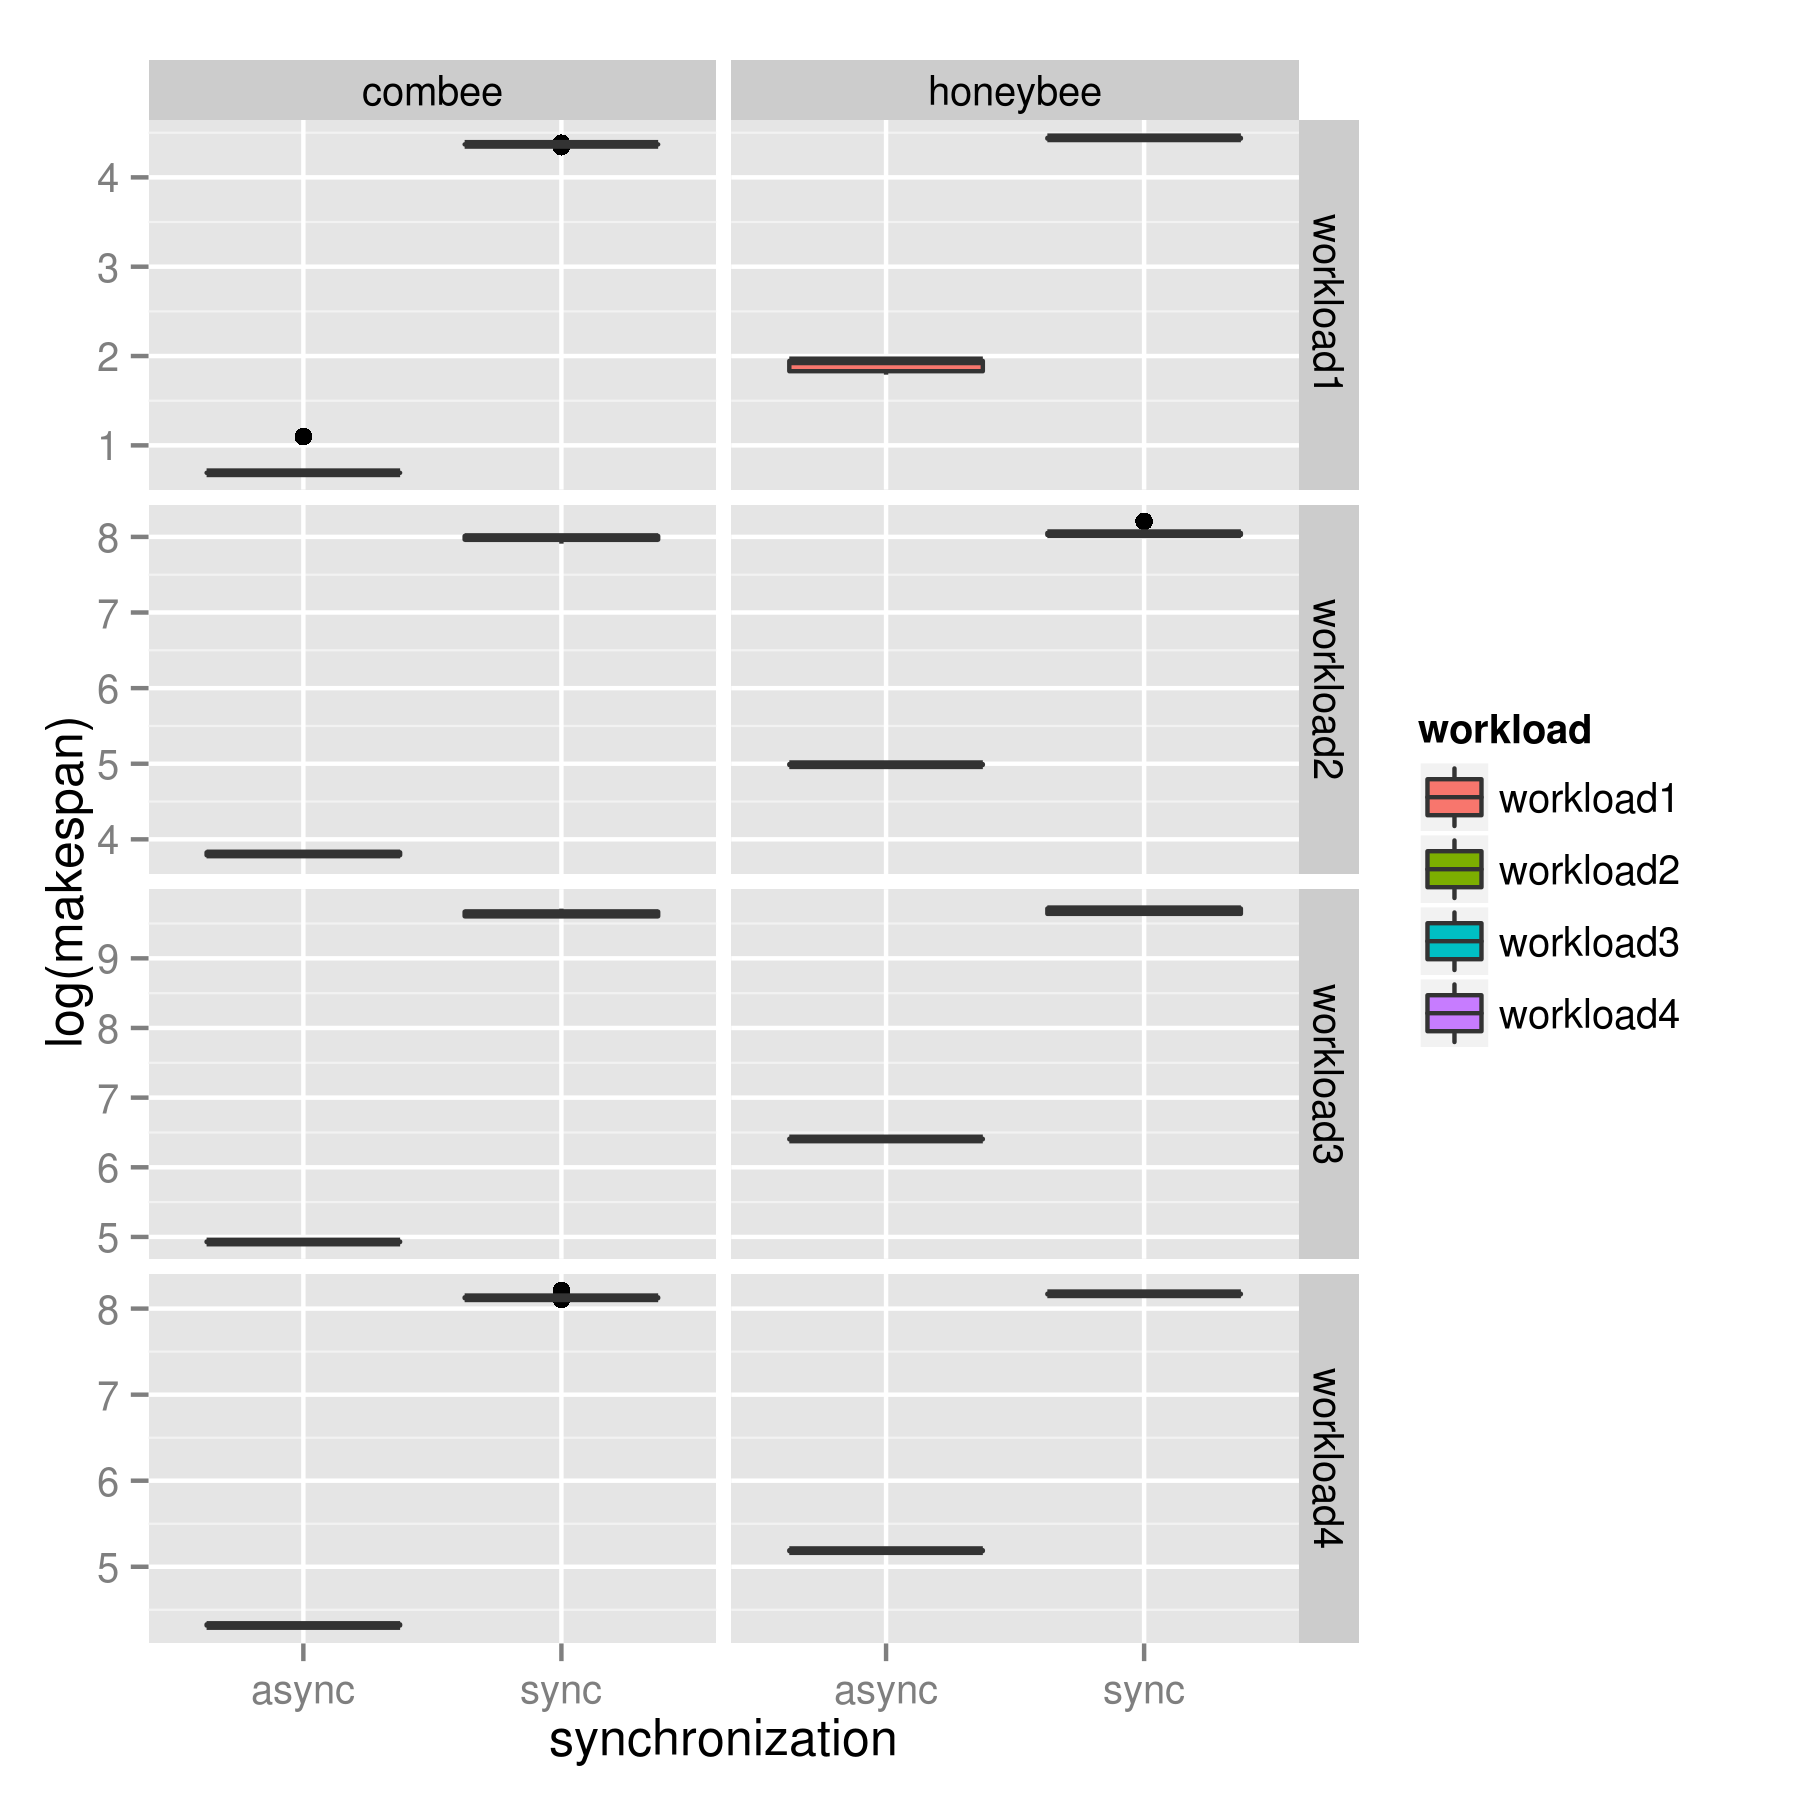 combee honeybee
4
3
2
1
workload1
8
7
6
5
4
workload2
9
8
7
6
5
workload3
8
7
6
5
workload4
log(makespan)
async sync async sync
synchronization
workload
workload1
workload2
workload3
workload4